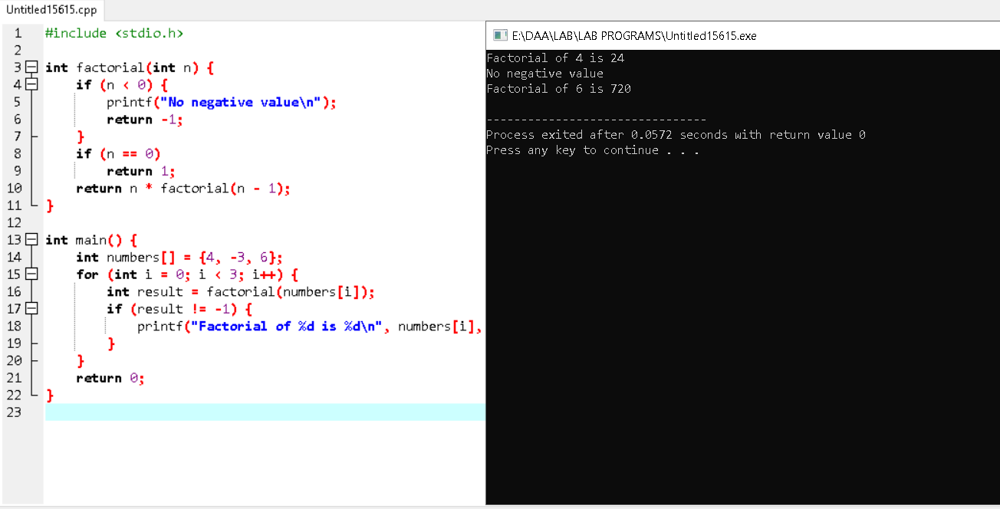 Untitled15615.cpp
1 #include <stdio.h>
2
3 int factorial(int n) {
4 if (n < 0) {
5 printf("No negative value\n");
6 return -1;
7 }
8 if (n == 0)
9 return 1;
10 return n * factorial(n - 1);
11 }
12
13 int main() {
14 int numbers[] = {4, -3, 6};
15 for (int i = 0; i < 3; i++) {
16 int result = factorial(numbers[i]);
17 if (result != -1) {
18 printf("Factorial of %d is %d\n", numbers[i],
19 }
20 }
21 return 0;
22 }
23
E:\DAA\LAB\LAB PROGRAMS\Untitled15615.exe
Factorial of 4 is 24
No negative value
Factorial of 6 is 720
--------------------------------
Process exited after 0.0572 seconds with return value 0
Press any key to continue . . .